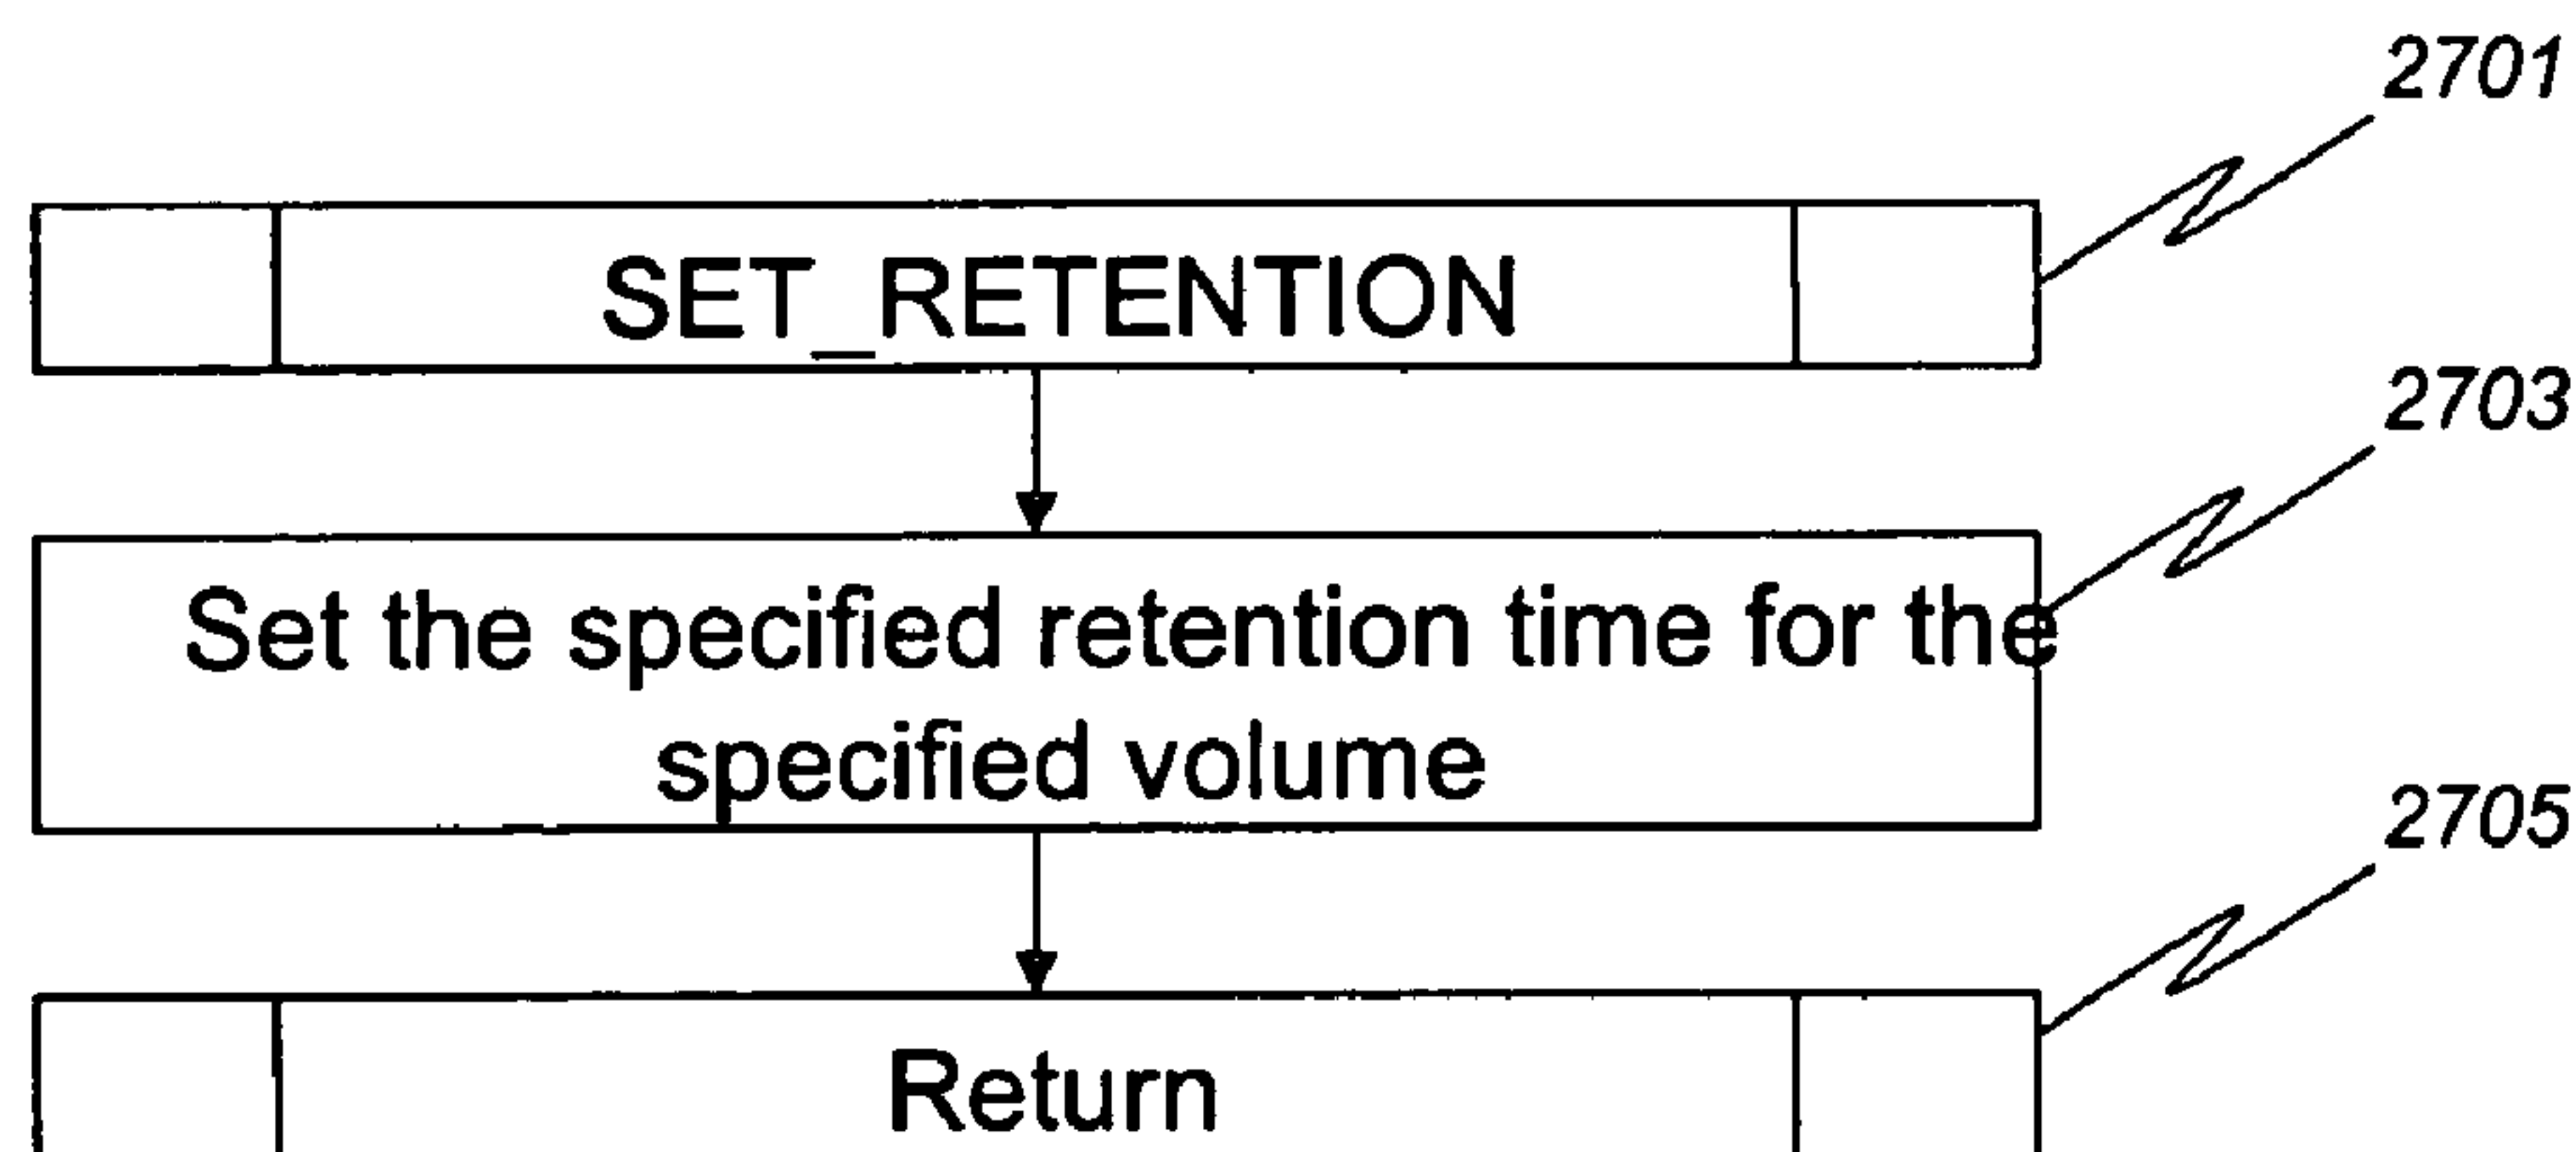 2701
SET_RETENTION
2703
Set the specified retention time for the
specified volume
2705
Return